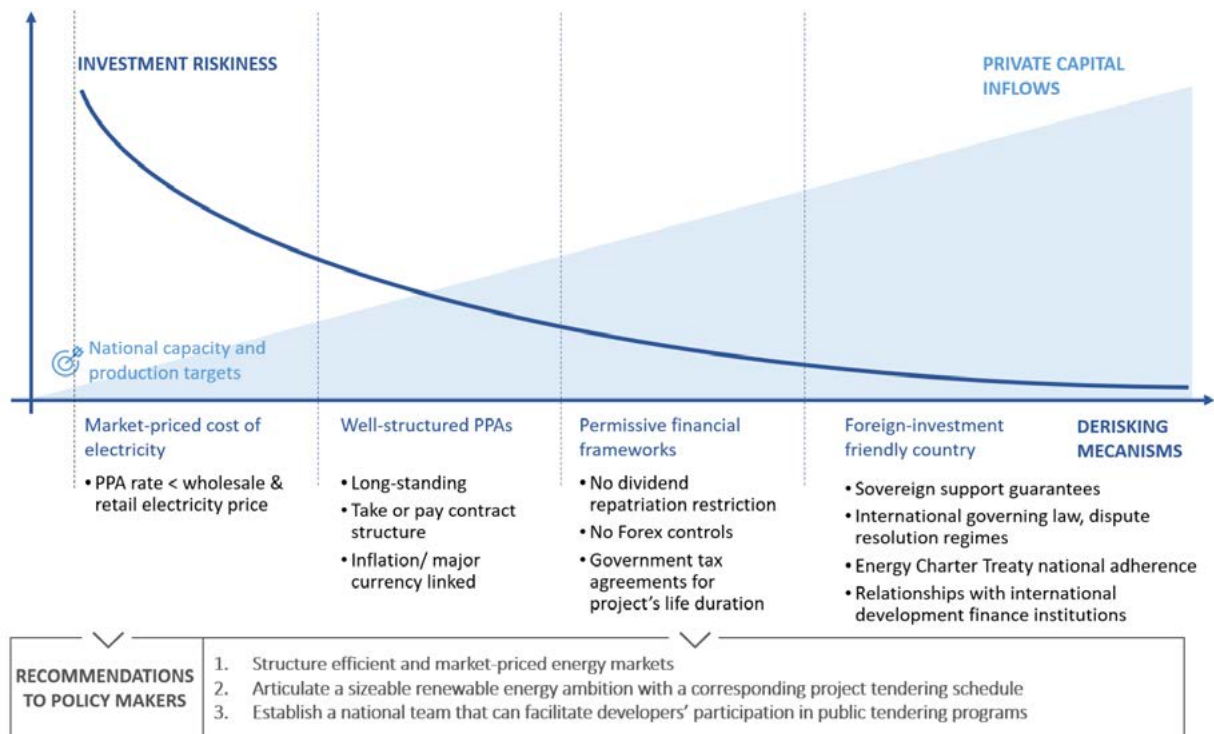 INVESTMENT RISKINESS
PRIVATE CAPITAL
INFLOWS
National capacity and
production targets
Market-priced cost of
electricity
• PPA rate < wholesale &
retail electricity price
Well-structured PPAs
• Long-standing
• Take or pay contract
structure
• Inflation/ major
currency linked
Permissive financial
frameworks
• No dividend
repatriation restriction
• No Forex controls
• Government tax
agreements for
project's life duration
Foreign-investment
friendly country
• Sovereign support guarantees
• International governing law, dispute
resolution regimes
• Energy Charter Treaty national adherence
• Relationships with international
development finance institutions
DERISKING
MECANISMS
RECOMMENDATIONS
TO POLICY MAKERS
1. Structure efficient and market-priced energy markets
2. Articulate a sizeable renewable energy ambition with a corresponding project tendering schedule
3. Establish a national team that can facilitate developers' participation in public tendering programs